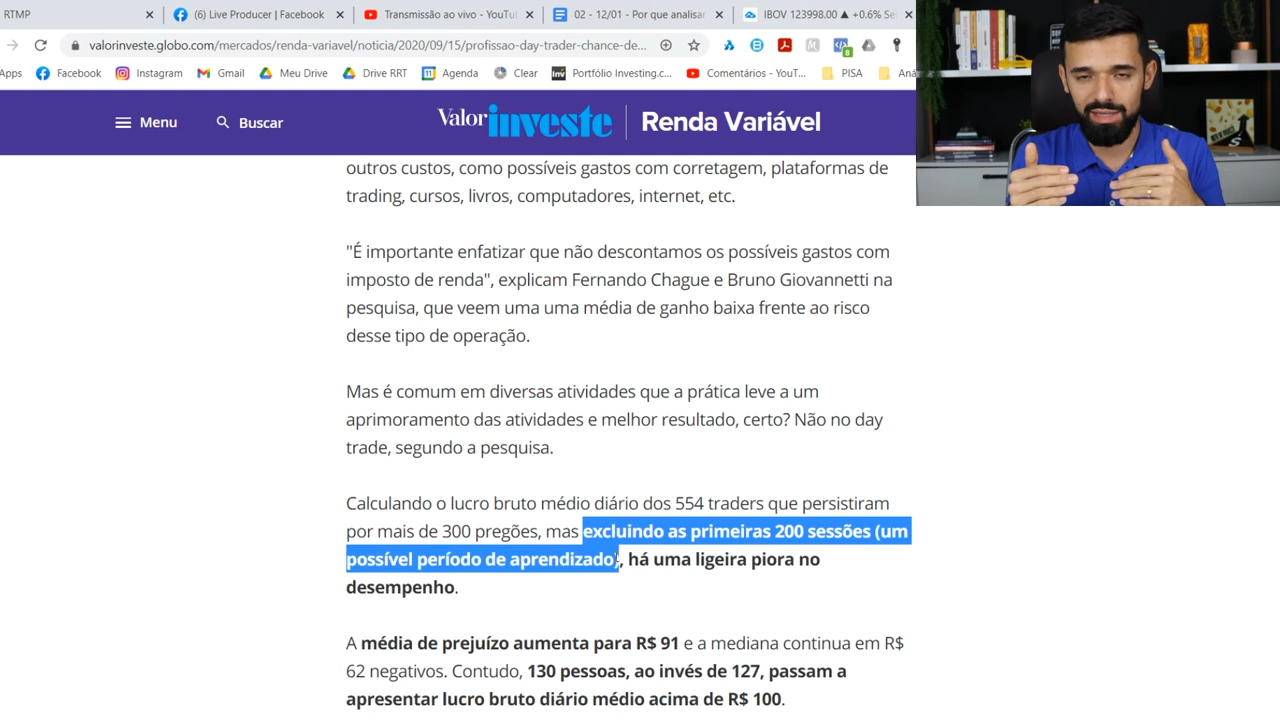 RTMP
(6) Live Producer | Facebook
Transmissão ao vivo - YouTu
02 - 12/01 - Por que analisar
IBOV 123998.00 ▲ +0.6% Se
valorinveste.globo.com/mercados/renda-variavel/noticia/2020/09/15/profissao-day-trader-chance-de...
8
Apps
Facebook
Instagram
Gmail
Meu Drive
Drive RRT
Agenda
Clear
Inv
Portfólio Investing.c...
Comentários - YouT...
PISA
Aná
Menu
Buscar
Valor investe
Renda Variável
outros custos, como possíveis gastos com corretagem, plataformas de
trading, cursos, livros, computadores, internet, etc.
"É importante enfatizar que não descontamos os possíveis gastos com
imposto de renda", explicam Fernando Chague e Bruno Giovannetti na
pesquisa, que veem uma uma média de ganho baixa frente ao risco
desse tipo de operação.
Mas é comum em diversas atividades que a prática leve a um
aprimoramento das atividades e melhor resultado, certo? Não no day
trade, segundo a pesquisa.
Calculando o lucro bruto médio diário dos 554 traders que persistiram
por mais de 300 pregões, mas excluindo as primeiras 200 sessões (um
possível período de aprendizado), há uma ligeira piora no
desempenho.
A média de prejuízo aumenta para R$ 91 e a mediana continua em R$
62 negativos. Contudo, 130 pessoas, ao invés de 127, passam a
apresentar lucro bruto diário médio acima de R$ 100.